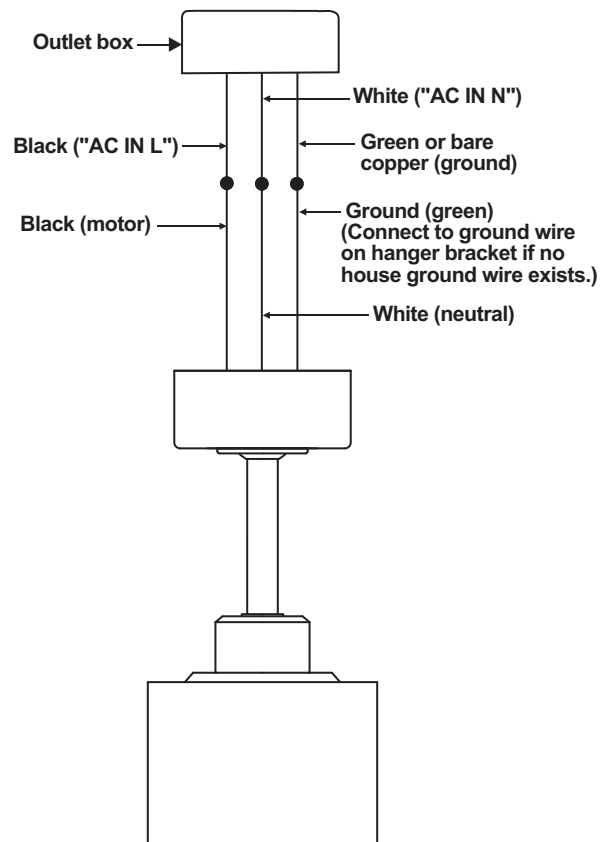 Outlet box
White ("AC IN N")
Black ("AC IN L")
Green or bare
copper (ground)
Black (motor)
Ground (green)
(Connect to ground wire
on hanger bracket if no
house ground wire exists.)
White (neutral)